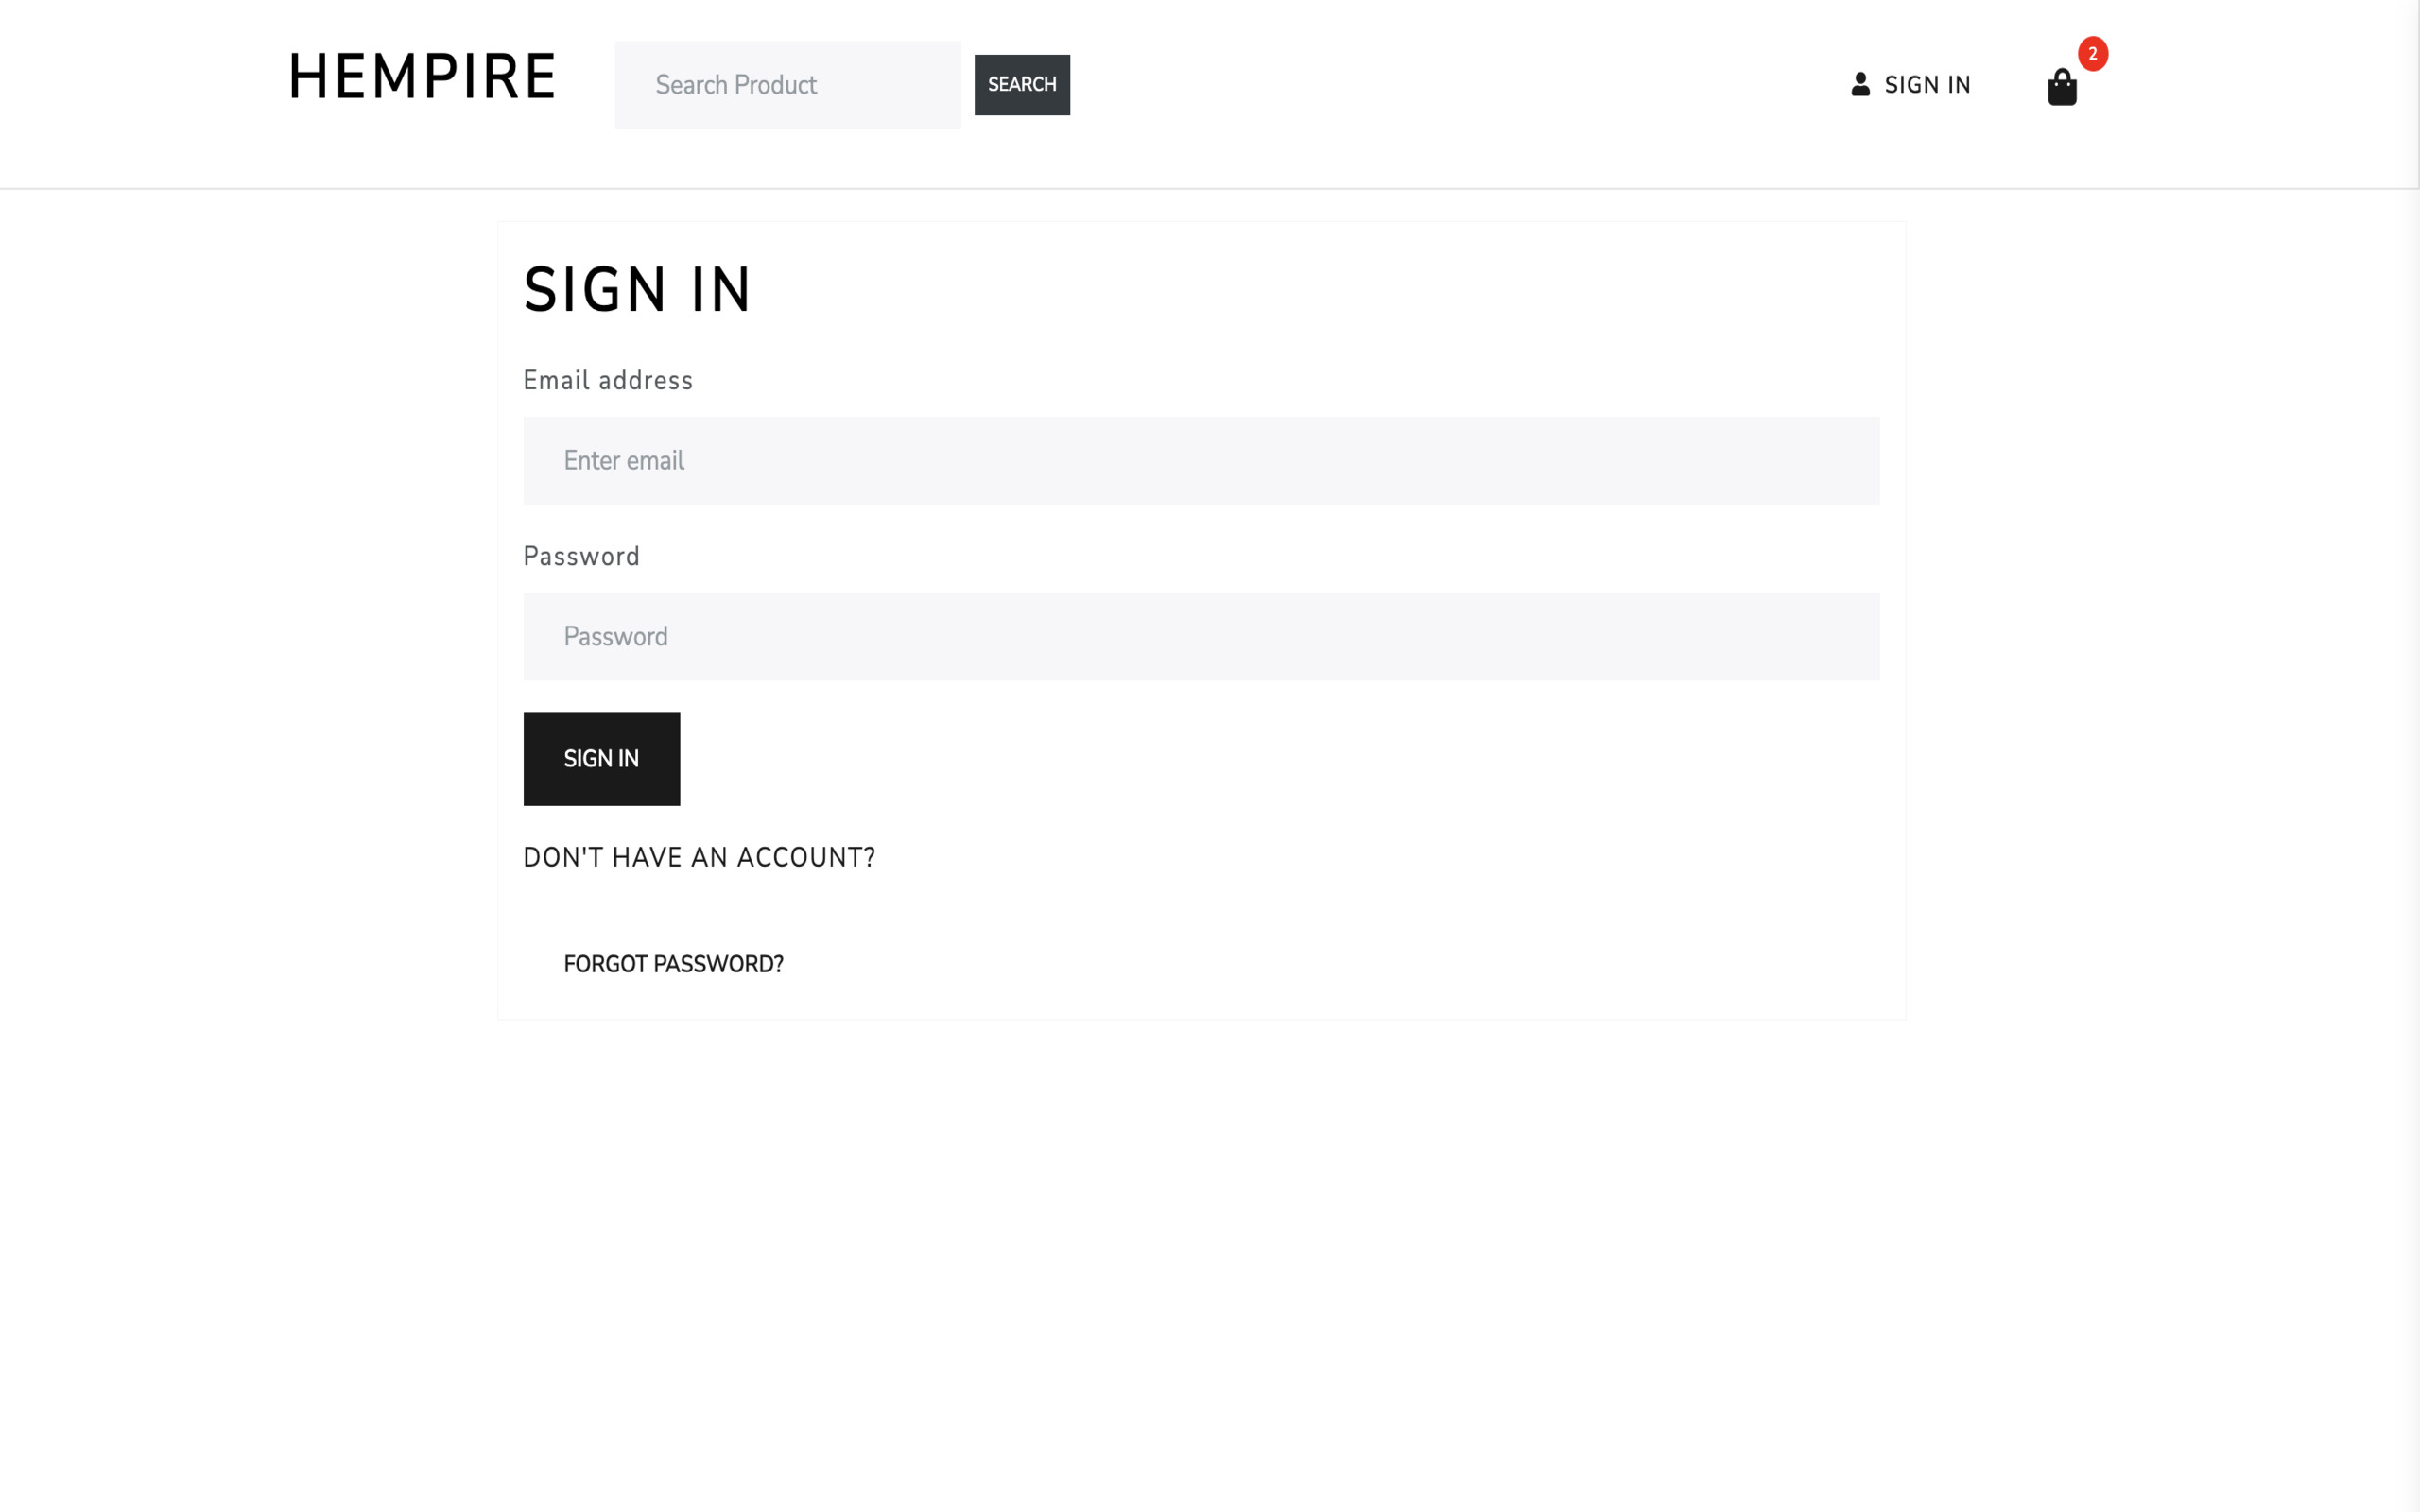 HEMPIRE
Search Product
SEARCH
SIGN IN
2
SIGN IN
Email address
Enter email
Password
Password
SIGN IN
DON'T HAVE AN ACCOUNT?
FORGOT PASSWORD?